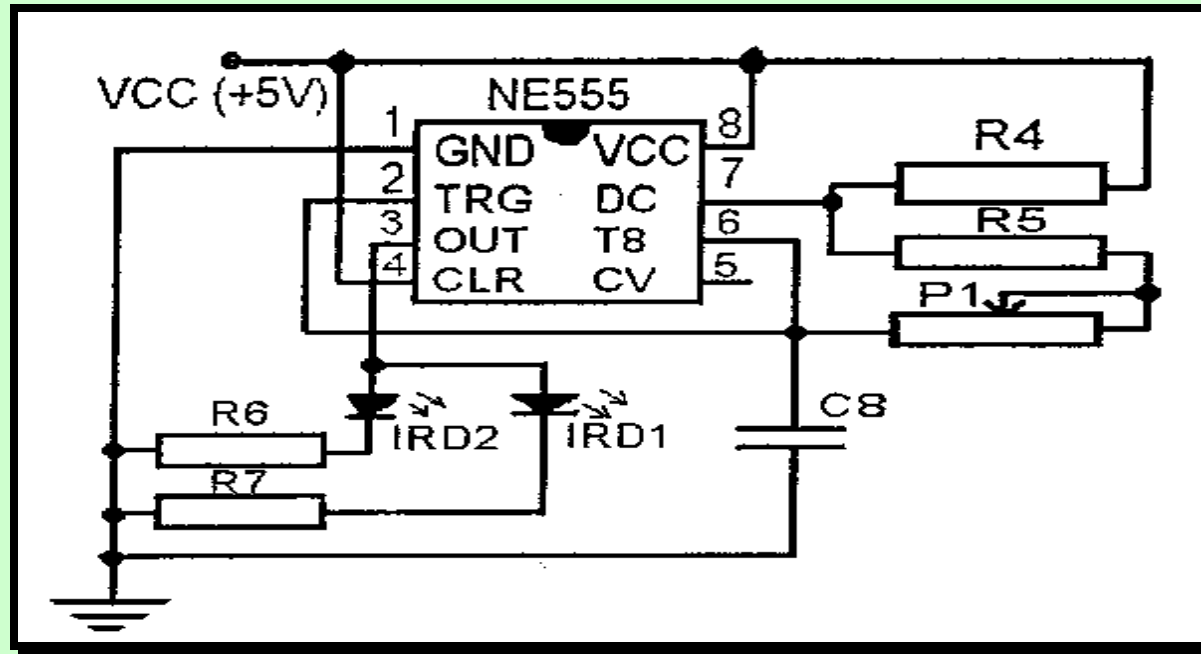 VCC (+5V)
NE555
1 GND VCC 8
2 TRG DC 7
3 OUT T8 6
4 CLR CV 5
R4
R5
P1
C8
R6
IRD2 IRD1
R7